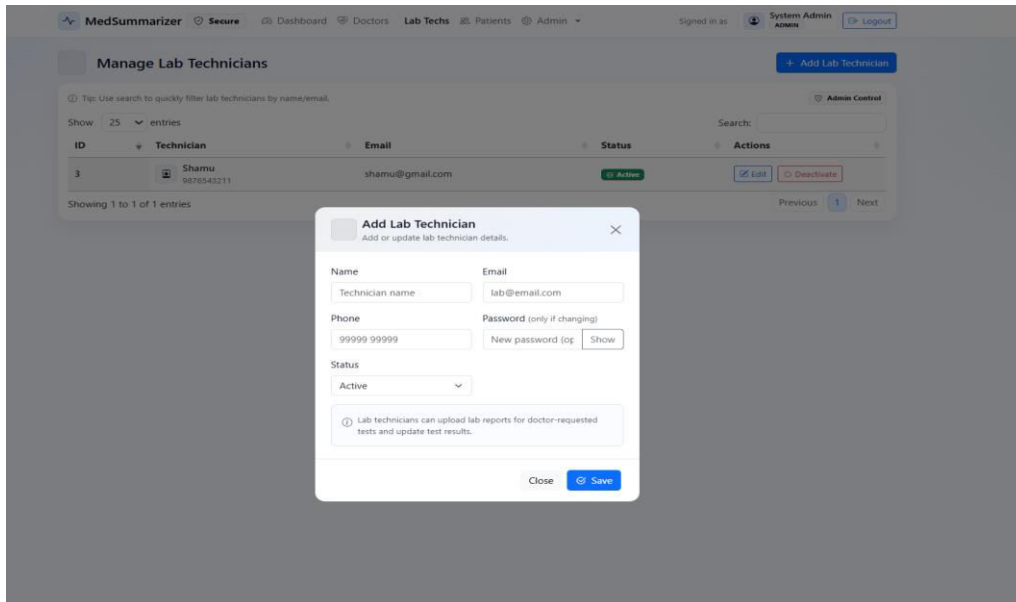 MedSummarizer Secure Dashboard Doctors Lab Techs Patients Admin Signed in as System Admin ADMIN Logout
Manage Lab Technicians + Add Lab Technician
Tip: Use search to quickly filter lab technicians by name/email. Admin Control
Show 25 entries Search:
ID Technician Email Status Actions
3 Shamu shamu@gmail.com Active Edit Deactivate
9876543211
Showing 1 to 1 of 1 entries Previous 1 Next
Add Lab Technician
Add or update lab technician details.
Name Email
Technician name lab@email.com
Phone Password (only if changing)
99999 99999 New password (op Show
Status
Active
Lab technicians can upload lab reports for doctor-requested
tests and update test results.
Close Save